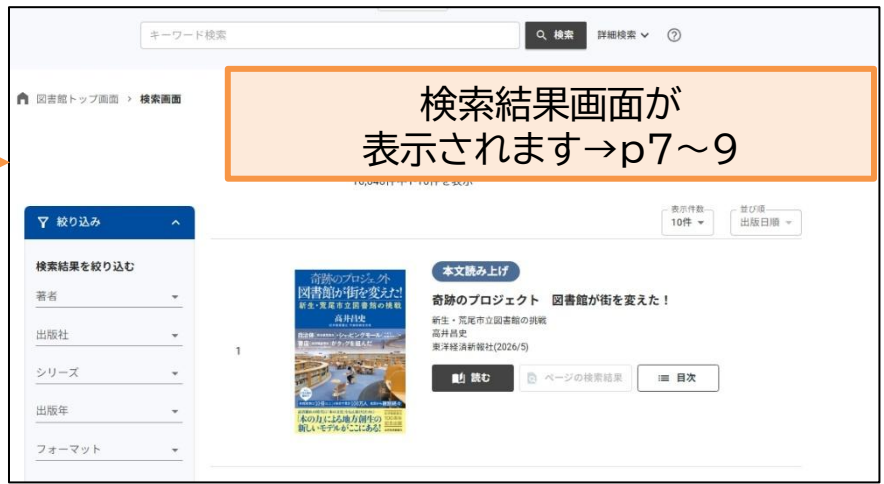 キーワード検索
検索
詳細検索
?
図書館トップ画面 > 検索画面
検索結果画面が
表示されます→p7~9
絞り込み
表示件数
10件
並び順
出版日順
検索結果を絞り込む
著者
出版社
シリーズ
出版年
フォーマット
1
奇跡のプロジェクト
図書館が街を変えた!
新生・荒尾市立図書館の挑戦
高井昌史
「本の力」による地方創生の
新しいモデルがここにある!
本文読み上げ
奇跡のプロジェクト 図書館が街を変えた!
新生・荒尾市立図書館の挑戦
高井昌史
東洋経済新報社(2026/5)
読む
ページの検索結果
目次